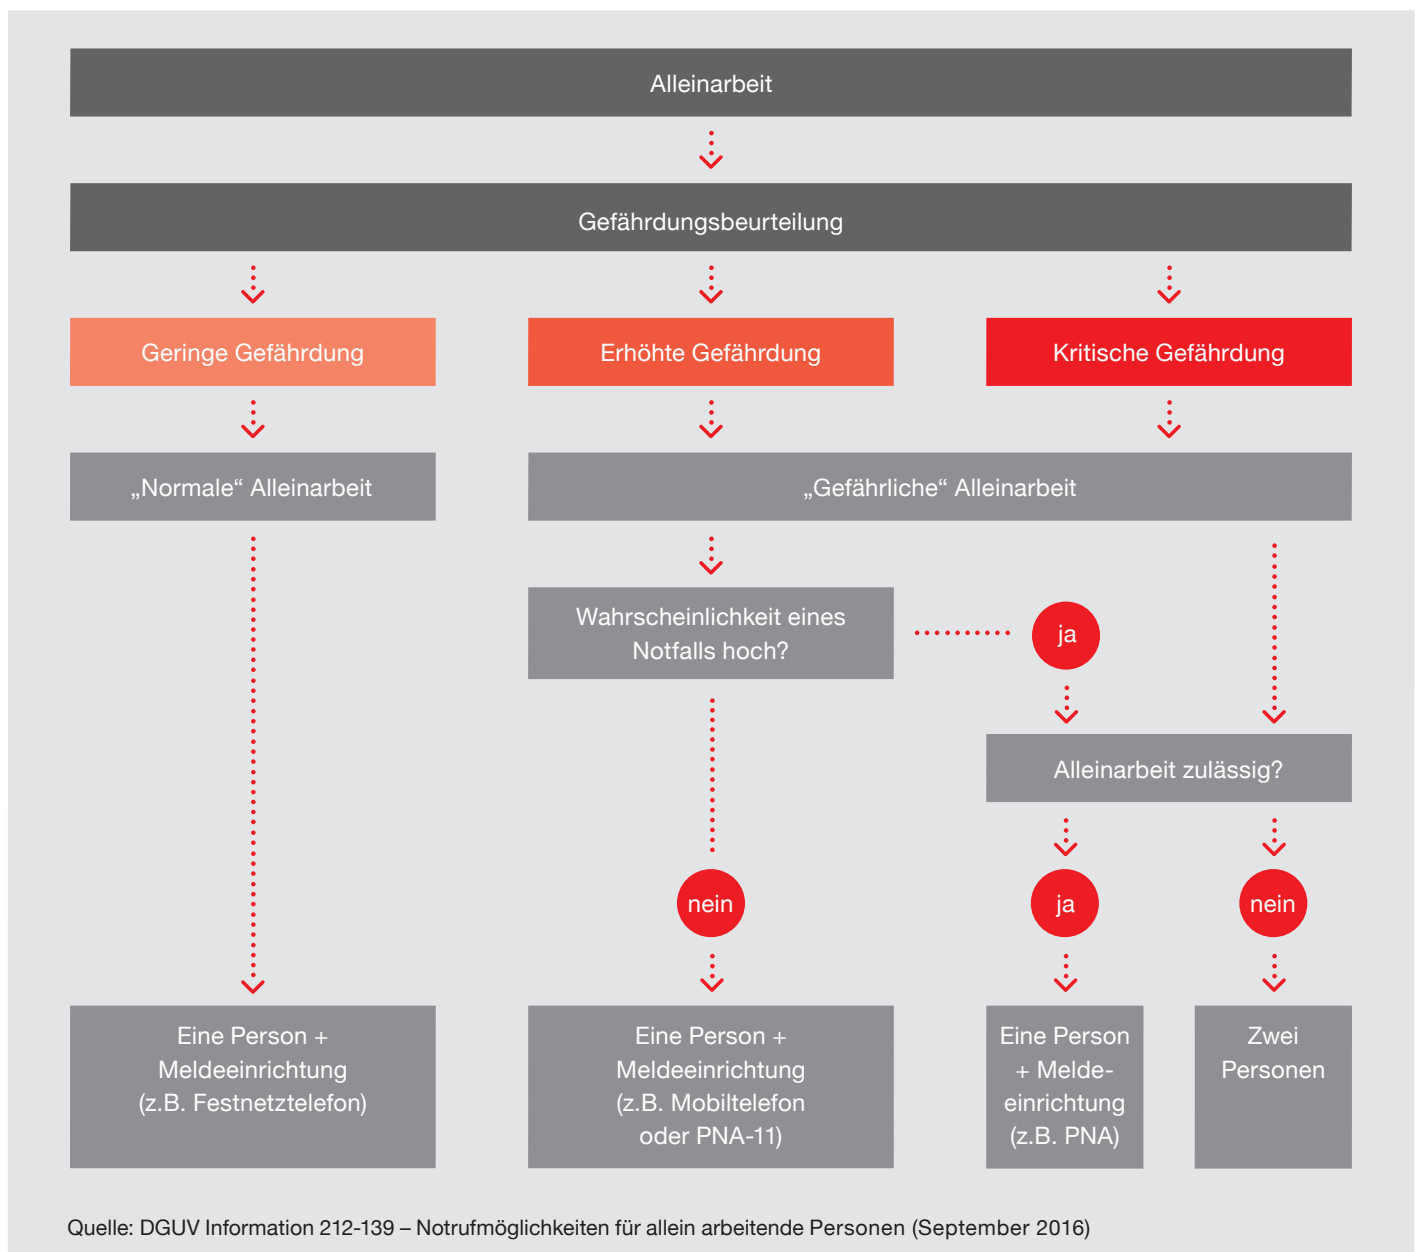 Alleinarbeit
Gefährdungsbeurteilung
Geringe Gefährdung
Erhöhte Gefährdung
Kritische Gefährdung
„Normale“ Alleinarbeit
„Gefährliche“ Alleinarbeit
Wahrscheinlichkeit eines
Notfalls hoch?
ja
Alleinarbeit zulässig?
nein
ja
nein
Eine Person +
Meldeeinrichtung
(z.B. Festnetztelefon)
Eine Person +
Meldeeinrichtung
(z.B. Mobiltelefon
oder PNA-11)
Eine Person
+ Melde-
einrichtung
(z.B. PNA)
Zwei
Personen
Quelle: DGUV Information 212-139 – Notrufmöglichkeiten für allein arbeitende Personen (September 2016)